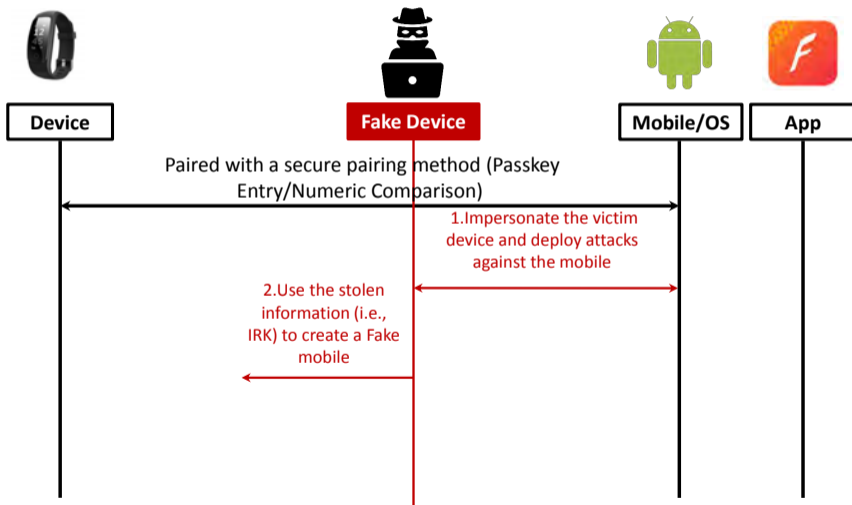 Device
Fake Device
Mobile/OS
App
Paired with a secure pairing method (Passkey
Entry/Numeric Comparison)
1.Impersonate the victim
device and deploy attacks
against the mobile
2.Use the stolen
information (i.e.,
IRK) to create a Fake
mobile